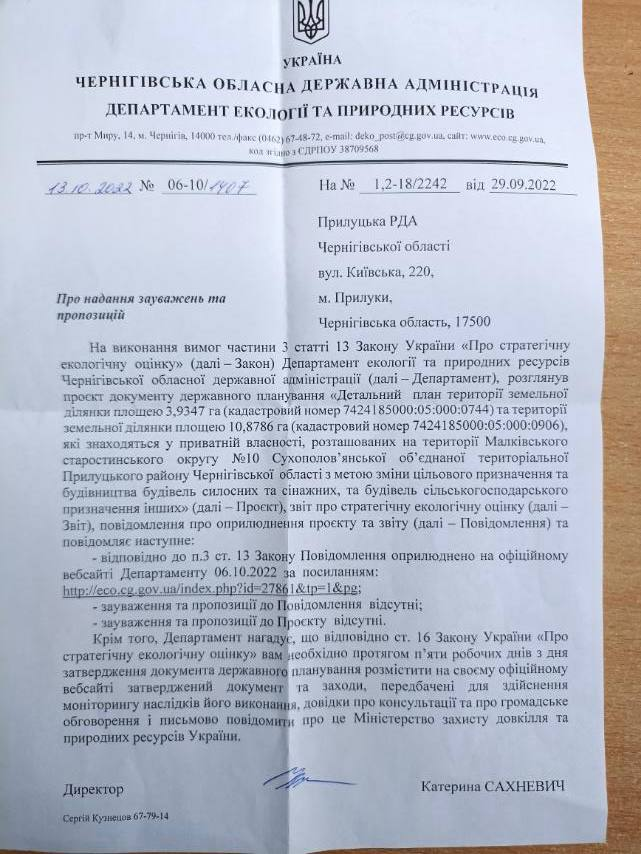 УКРАЇНА
ЧЕРНІГІВСЬКА ОБЛАСНА ДЕРЖАВНА АДМІНІСТРАЦІЯ
ДЕПАРТАМЕНТ ЕКОЛОГІЇ ТА ПРИРОДНИХ РЕСУРСІВ
пр-т Миру, 14, м. Чернігів, 14000 тел./факс (0462) 67-48-72, e-mail: deko_post@cg.gov.ua, сайт: www.eco.cg.gov.ua,
код згідно з ЄДРПОУ 38709568
13.10.2022 № 06-10/1407 На № 1,2-18/2242 від 29.09.2022
Прилуцька РДА
Чернігівської області
вул. Київська, 220,
м. Прилуки,
Чернігівська область, 17500
Про надання зауважень та
пропозицій
На виконання вимог частини 3 статті 13 Закону України «Про стратегічну
екологічну оцінку» (далі – Закон) Департамент екології та природних ресурсів
Чернігівської обласної державної адміністрації (далі – Департамент), розглянув
проєкт документу державного планування «Детальний план території земельної
ділянки площею 3,9347 га (кадастровий номер 7424185000:05:000:0744) та території
земельної ділянки площею 10,8786 га (кадастровий номер 7424185000:05:000:0906),
які знаходяться у приватній власності, розташованих на території Малківського
старостинського округу №10 Сухополов'янської об'єднаної територіальної
Прилуцького району Чернігівської області з метою зміни цільового призначення та
будівництва будівель силосних та сінажних, та будівель сільськогосподарського
призначення інших» (далі – Проєкт), звіт про стратегічну екологічну оцінку (далі –
Звіт), повідомлення про оприлюднення проєкту та звіту (далі – Повідомлення) та
повідомляє наступне:
- відповідно до п.3 ст. 13 Закону Повідомлення оприлюднено на офіційному
вебсайті Департаменту 06.10.2022 за посиланням:
http://eco.cg.gov.ua/index.php?id=27861&tp=1&pg;
- зауваження та пропозиції до Повідомлення відсутні;
- зауваження та пропозиції до Проєкту відсутні.
Крім того, Департамент нагадує, що відповідно ст. 16 Закону України «Про
стратегічну екологічну оцінку» вам необхідно протягом п'яти робочих днів з дня
затвердження документа державного планування розмістити на своєму офіційному
вебсайті затверджений документ та заходи, передбачені для здійснення
моніторингу наслідків його виконання, довідки про консультації та про громадське
обговорення і письмово повідомити про це Міністерство захисту довкілля та
природних ресурсів України.
Директор Катерина САХНЕВИЧ
Сергій Кузнецов 67-79-14